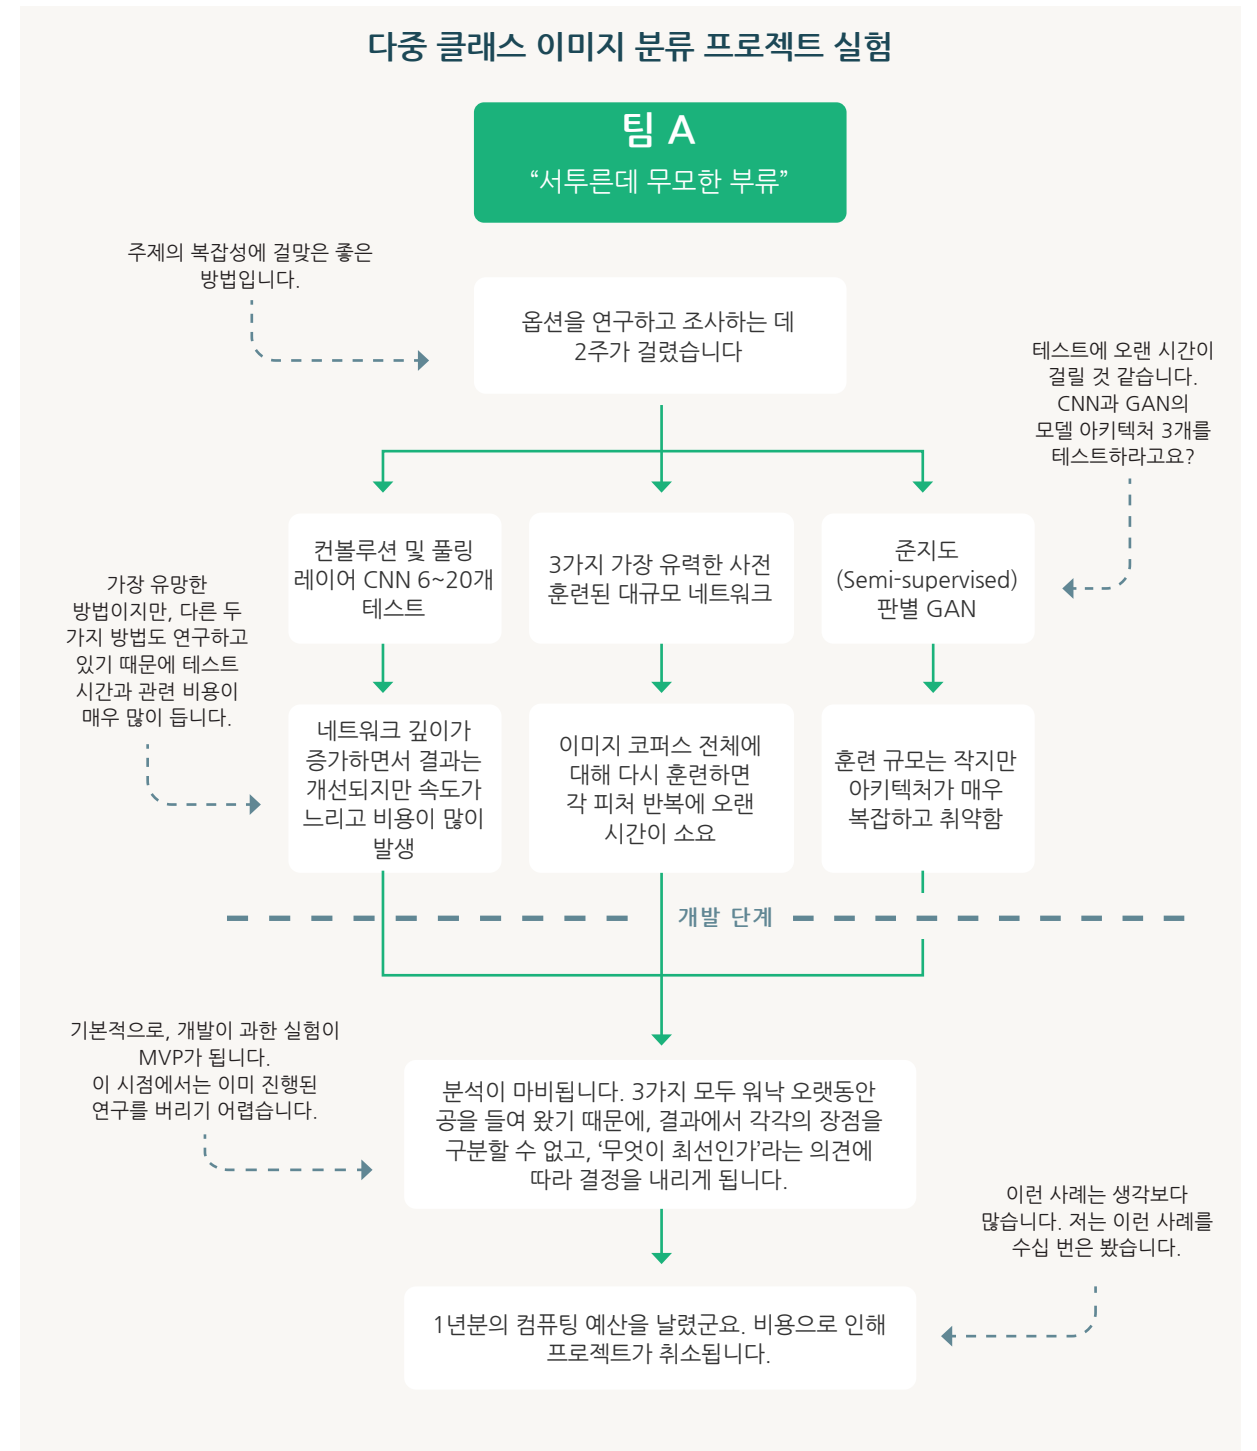 다중 클래스 이미지 분류 프로젝트 실험
팀 A
“서투른데 무모한 부류”
주제의 복잡성에 걸맞은 좋은
방법입니다.
옵션을 연구하고 조사하는 데
2주가 걸렸습니다
테스트에 오랜 시간이
걸릴 것 같습니다.
CNN과 GAN의
모델 아키텍처 3개를
테스트하라고요?
컨볼루션 및 풀링
레이어 CNN 6~20개
테스트
3가지 가장 유력한 사전
훈련된 대규모 네트워크
준지도
(Semi-supervised)
판별 GAN
가장 유망한
방법이지만, 다른 두
가지 방법도 연구하고
있기 때문에 테스트
시간과 관련 비용이
매우 많이 듭니다.
네트워크 깊이가
증가하면서 결과는
개선되지만 속도가
느리고 비용이 많이
발생
이미지 코퍼스 전체에
대해 다시 훈련하면
각 피처 반복에 오랜
시간이 소요
훈련 규모는 작지만
아키텍처가 매우
복잡하고 취약함
개발 단계
기본적으로, 개발이 과한 실험이
MVP가 됩니다.
이 시점에서는 이미 진행된
연구를 버리기 어렵습니다.
분석이 마비됩니다. 3가지 모두 워낙 오랫동안
공을 들여 왔기 때문에, 결과에서 각각의 장점을
구분할 수 없고, ‘무엇이 최선인가’라는 의견에
따라 결정을 내리게 됩니다.
이런 사례는 생각보다
많습니다. 저는 이런 사례를
수십 번은 봤습니다.
1년분의 컴퓨팅 예산을 날렸군요. 비용으로 인해
프로젝트가 취소됩니다.